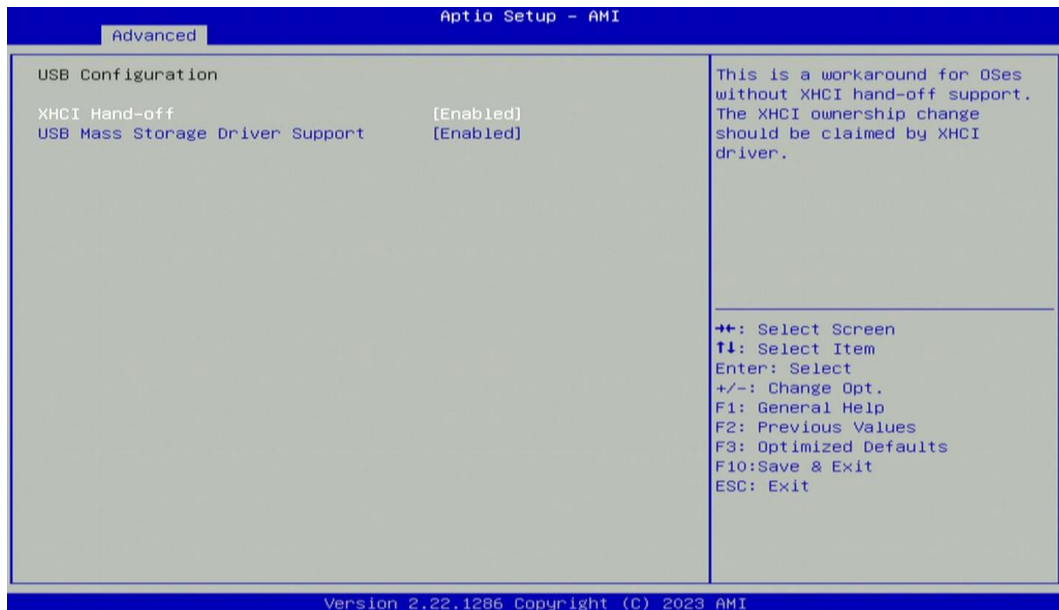 Aptio Setup - AMI
Advanced
USB Configuration
XHCI Hand-off [Enabled]
USB Mass Storage Driver Support [Enabled]
This is a workaround for OSes
without XHCI hand-off support.
The XHCI ownership change
should be claimed by XHCI
driver.
→←: Select Screen
↑↓: Select Item
Enter: Select
+/-: Change Opt.
F1: General Help
F2: Previous Values
F3: Optimized Defaults
F10:Save & Exit
ESC: Exit
Version 2.22.1286 Copyright (C) 2023 AMI